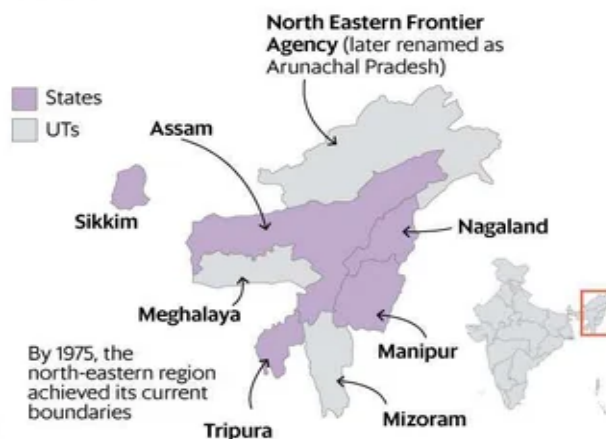 North Eastern Frontier
Agency (later renamed as
Arunachal Pradesh)
States
UTs
Assam
Sikkim
Nagaland
Meghalaya
Manipur
By 1975, the
north-eastern region
achieved its current
boundaries
Tripura
Mizoram